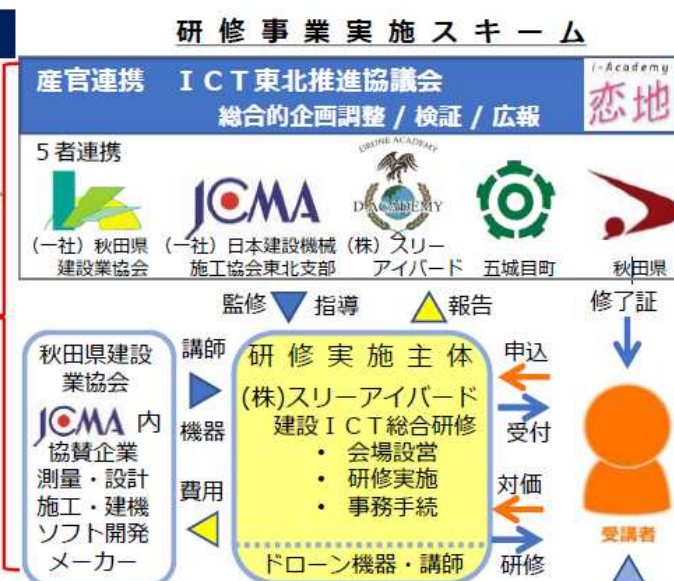 研修事業実施スキーム
産官連携　ＩＣＴ東北推進協議会
総合的企画調整 / 検証 / 広報
i-Academy
恋地
５者連携
DRONE ACADEMY
D-ACADEMY
JCMA
（一社）秋田県
建設業協会
（一社）日本建設機械
施工協会東北支部
（株）スリー
アイバード
五城目町
秋田県
監修
指導
報告
修了証
秋田県建設
業協会
JCMA 内
協賛企業
測量・設計
施工・建機
ソフト開発
メーカー
講師
機器
費用
研修実施主体
(株)スリーアイバード
建設ＩＣＴ総合研修
・ 会場設営
・ 研修実施
・ 事務手続
ドローン機器・講師
申込
受付
対価
研修
受講者